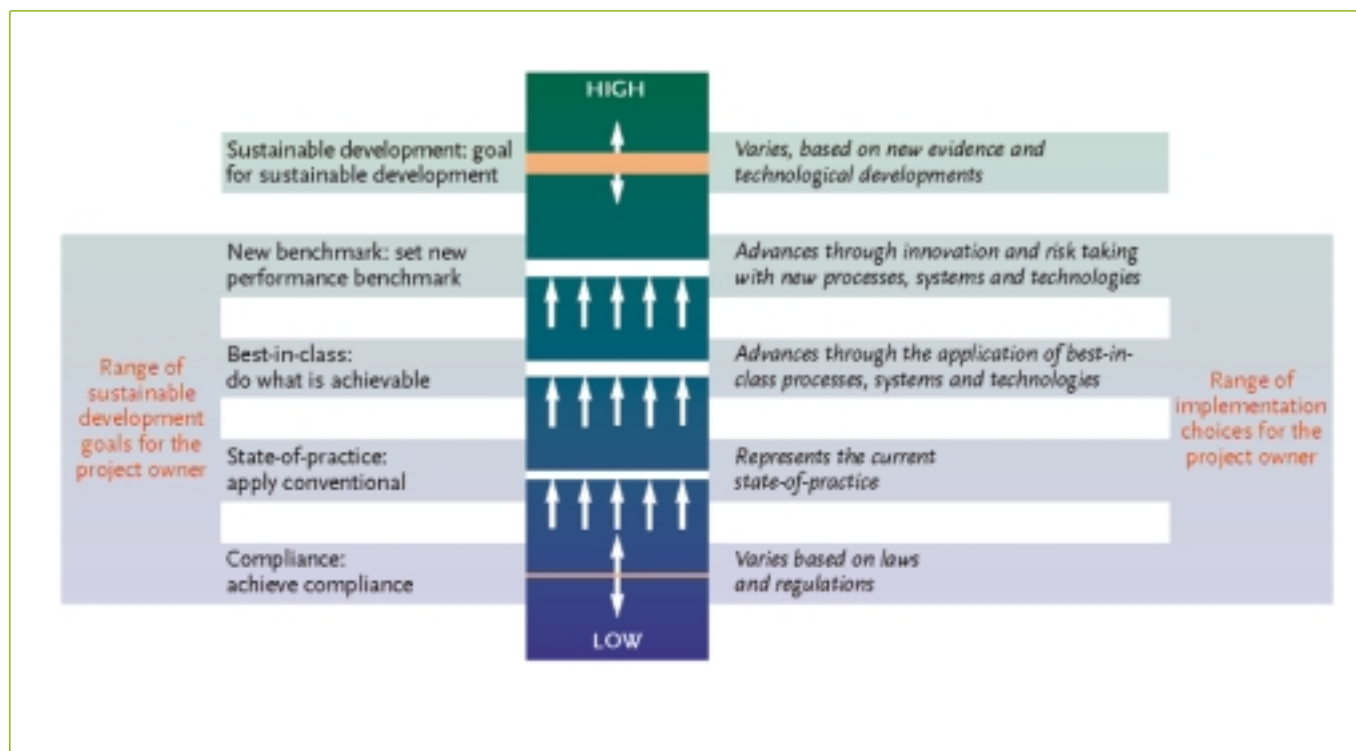 HIGH
Sustainable development: goal
for sustainable development
Varies, based on new evidence and
technological developments
New benchmark: set new
performance benchmark
Advances through innovation and risk taking
with new processes, systems and technologies
Range of
sustainable
development
goals for the
project owner
Best-in-class:
do what is achievable
Advances through the application of best-in-
class processes, systems and technologies
Range of
implementation
choices for the
project owner
State-of-practice:
apply conventional
Represents the current
state-of-practice
Compliance:
achieve compliance
Varies based on laws
and regulations
LOW